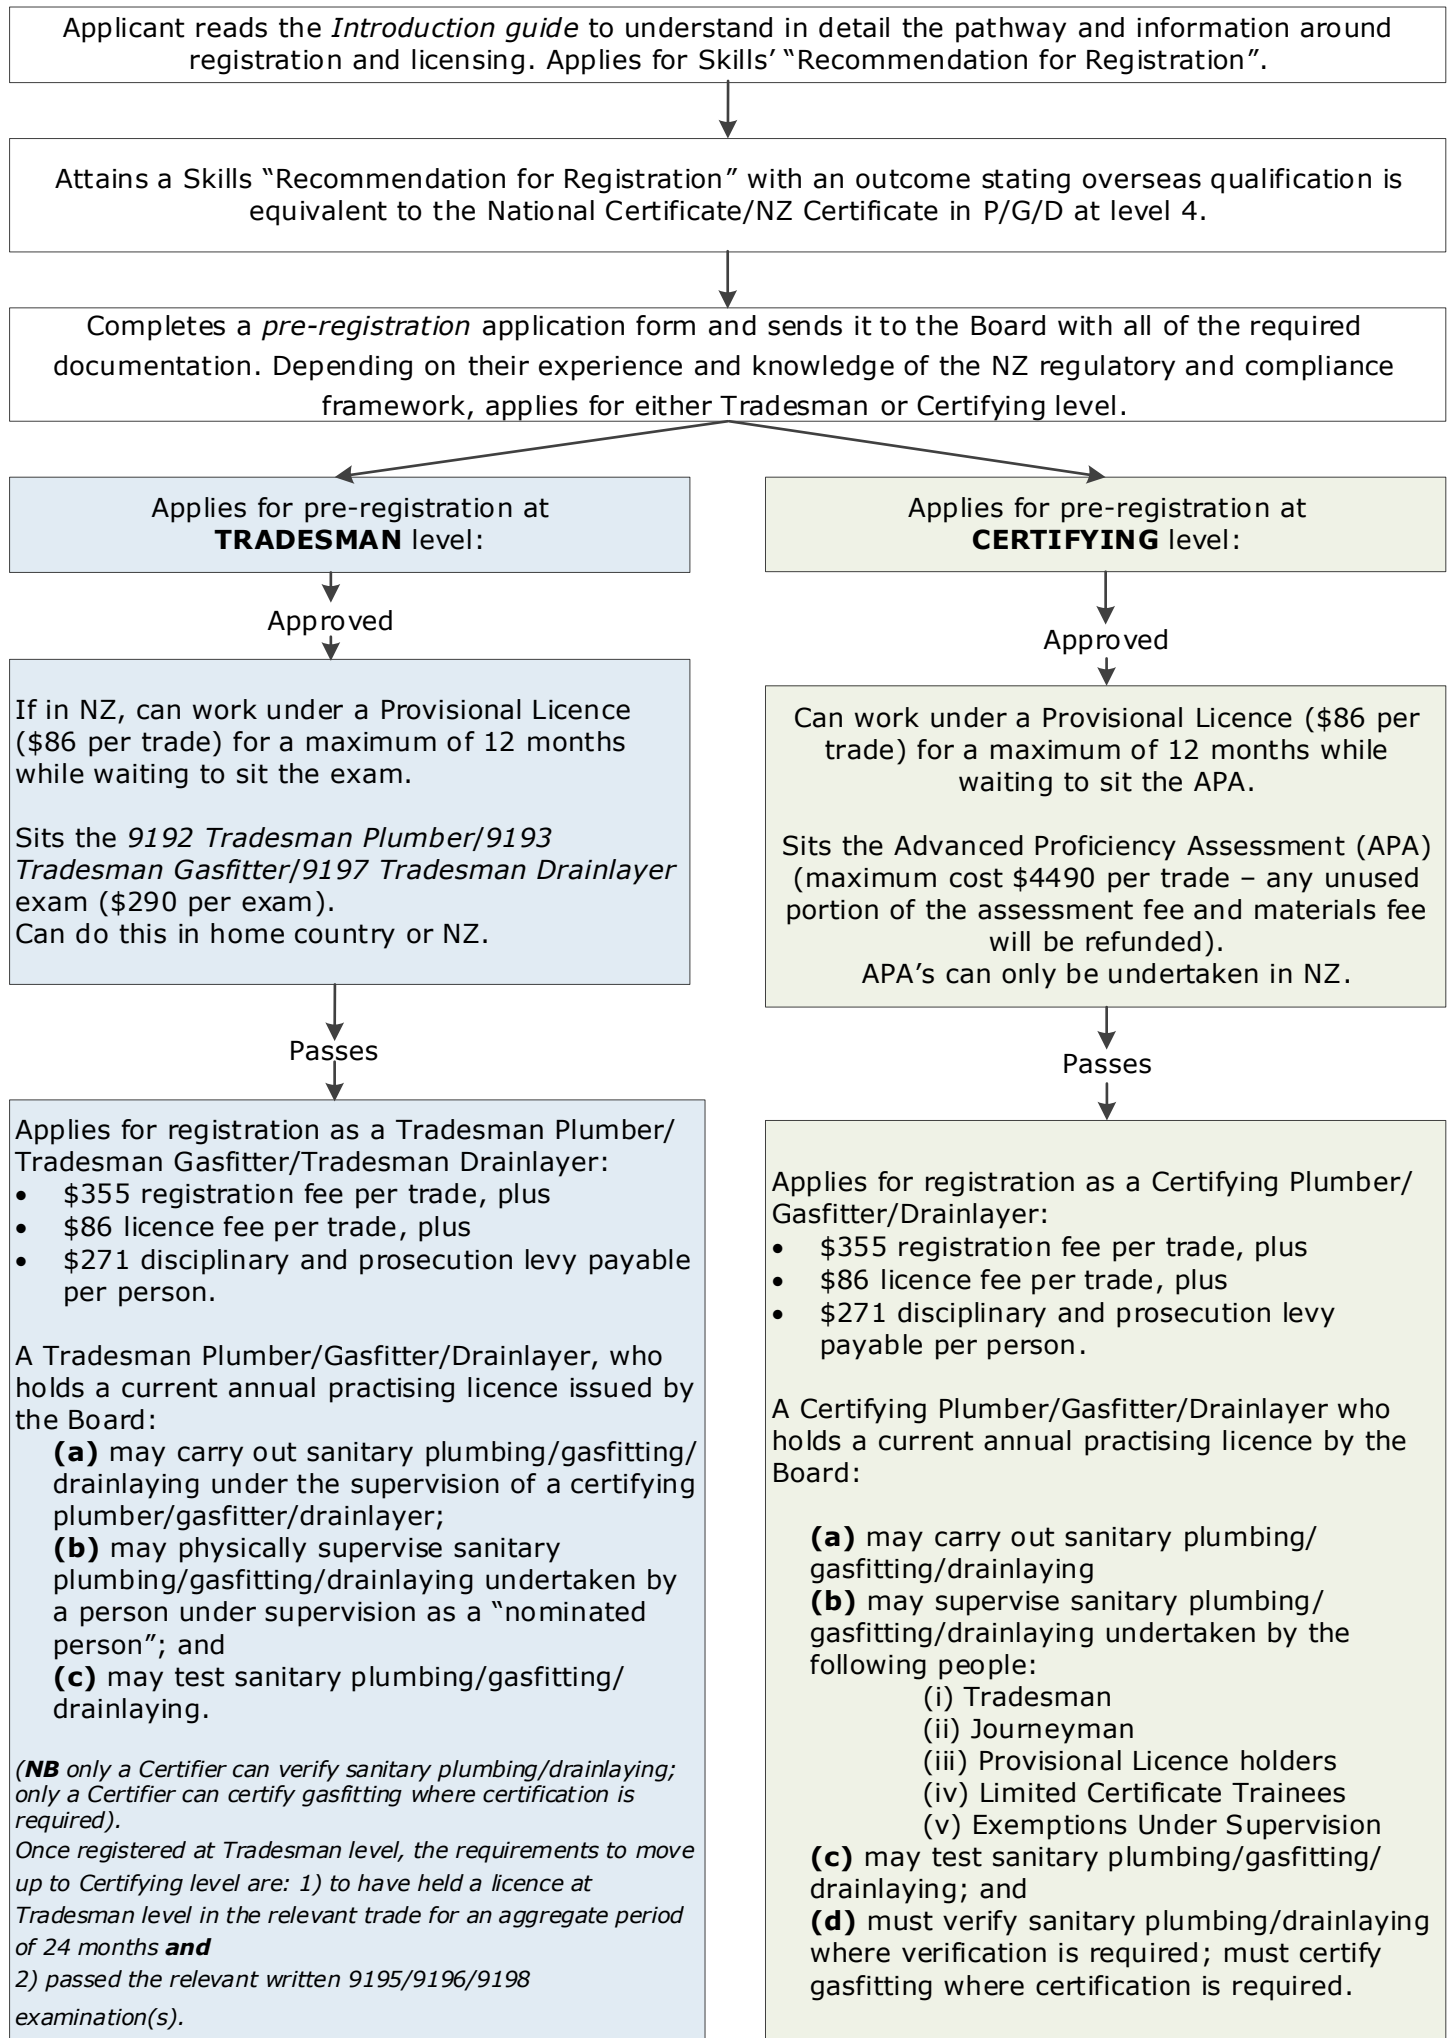 Applicant reads the Introduction guide to understand in detail the pathway and information around
registration and licensing. Applies for Skills’ “Recommendation for Registration”.
Attains a Skills “Recommendation for Registration” with an outcome stating overseas qualification is
equivalent to the National Certificate/NZ Certificate in P/G/D at level 4.
Completes a pre-registration application form and sends it to the Board with all of the required
documentation. Depending on their experience and knowledge of the NZ regulatory and compliance
framework, applies for either Tradesman or Certifying level.
Applies for pre-registration at
TRADESMAN level:
Approved
If in NZ, can work under a Provisional Licence
($86 per trade) for a maximum of 12 months
while waiting to sit the exam.
Sits the 9192 Tradesman Plumber/9193
Tradesman Gasfitter/9197 Tradesman Drainlayer
exam ($290 per exam).
Can do this in home country or NZ.
Passes
Applies for registration as a Tradesman Plumber/
Tradesman Gasfitter/Tradesman Drainlayer:
• $355 registration fee per trade, plus
• $86 licence fee per trade, plus
• $271 disciplinary and prosecution levy payable
per person.
A Tradesman Plumber/Gasfitter/Drainlayer, who
holds a current annual practising licence issued by
the Board:
(a) may carry out sanitary plumbing/gasfitting/
drainlaying under the supervision of a certifying
plumber/gasfitter/drainlayer;
(b) may physically supervise sanitary
plumbing/gasfitting/drainlaying undertaken by
a person under supervision as a “nominated
person”; and
(c) may test sanitary plumbing/gasfitting/
drainlaying.
(NB only a Certifier can verify sanitary plumbing/drainlaying;
only a Certifier can certify gasfitting where certification is
required).
Once registered at Tradesman level, the requirements to move
up to Certifying level are: 1) to have held a licence at
Tradesman level in the relevant trade for an aggregate period
of 24 months and
2) passed the relevant written 9195/9196/9198
examination(s).
Applies for pre-registration at
CERTIFYING level:
Approved
Can work under a Provisional Licence ($86 per
trade) for a maximum of 12 months while
waiting to sit the APA.
Sits the Advanced Proficiency Assessment (APA)
(maximum cost $4490 per trade – any unused
portion of the assessment fee and materials fee
will be refunded).
APA’s can only be undertaken in NZ.
Passes
Applies for registration as a Certifying Plumber/
Gasfitter/Drainlayer:
• $355 registration fee per trade, plus
• $86 licence fee per trade, plus
• $271 disciplinary and prosecution levy
payable per person.
A Certifying Plumber/Gasfitter/Drainlayer who
holds a current annual practising licence by the
Board:
(a) may carry out sanitary plumbing/
gasfitting/drainlaying
(b) may supervise sanitary plumbing/
gasfitting/drainlaying undertaken by the
following people:
(i) Tradesman
(ii) Journeyman
(iii) Provisional Licence holders
(iv) Limited Certificate Trainees
(v) Exemptions Under Supervision
(c) may test sanitary plumbing/gasfitting/
drainlaying; and
(d) must verify sanitary plumbing/drainlaying
where verification is required; must certify
gasfitting where certification is required.